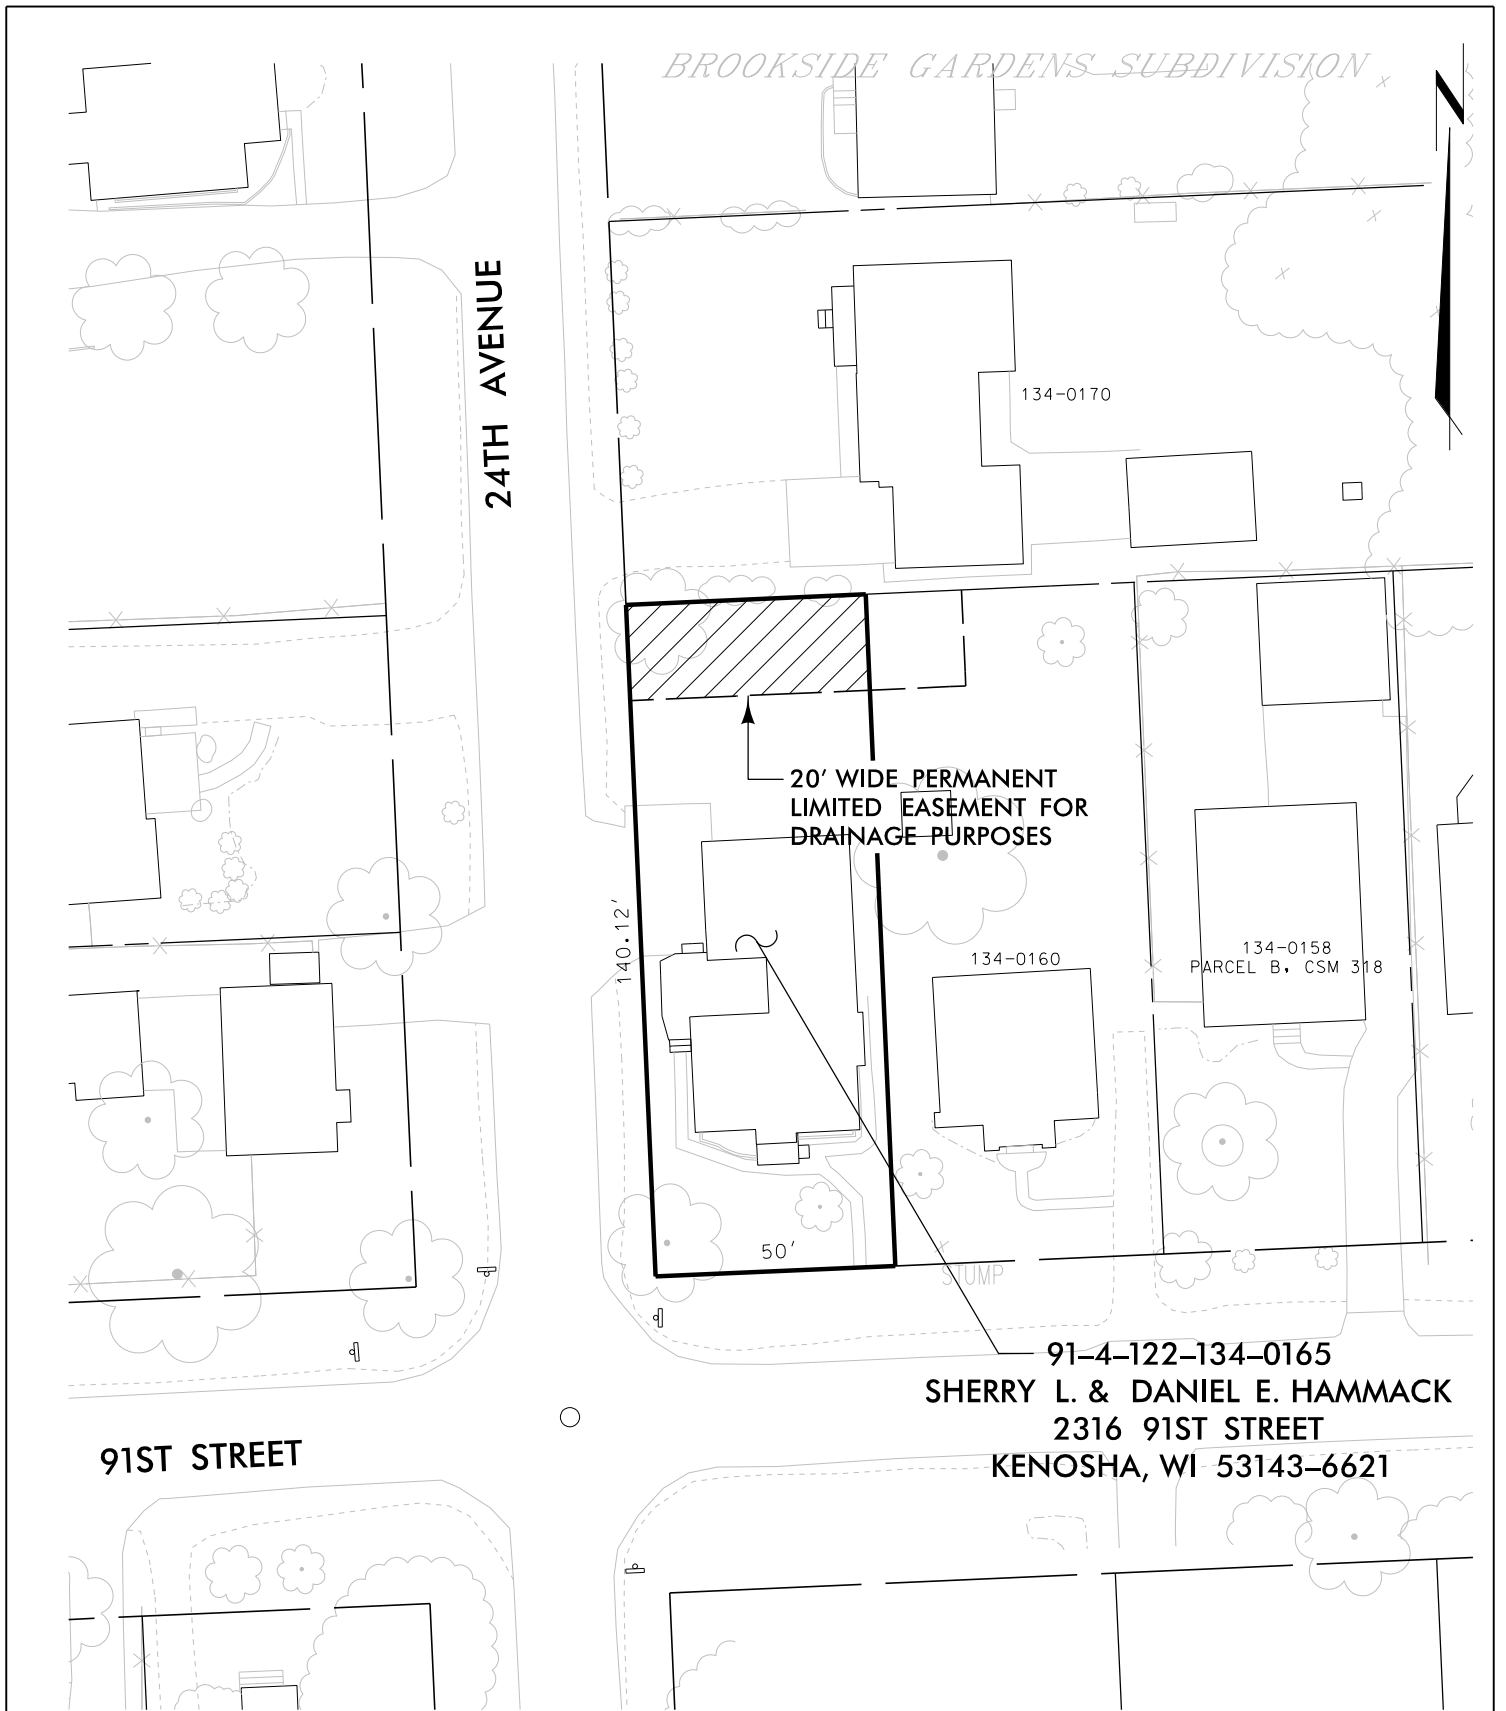 BROOKSIDE GARDENS SUBDIVISION
N
24TH AVENUE
134-0170
20' WIDE PERMANENT
LIMITED EASEMENT FOR
DRAINAGE PURPOSES
140.12'
134-0160
134-0158
PARCEL B, CSM 318
50'
STUMP
91-4-122-134-0165
SHERRY L. & DANIEL E. HAMMACK
2316 91ST STREET
KENOSHA, WI 53143-6621
91ST STREET